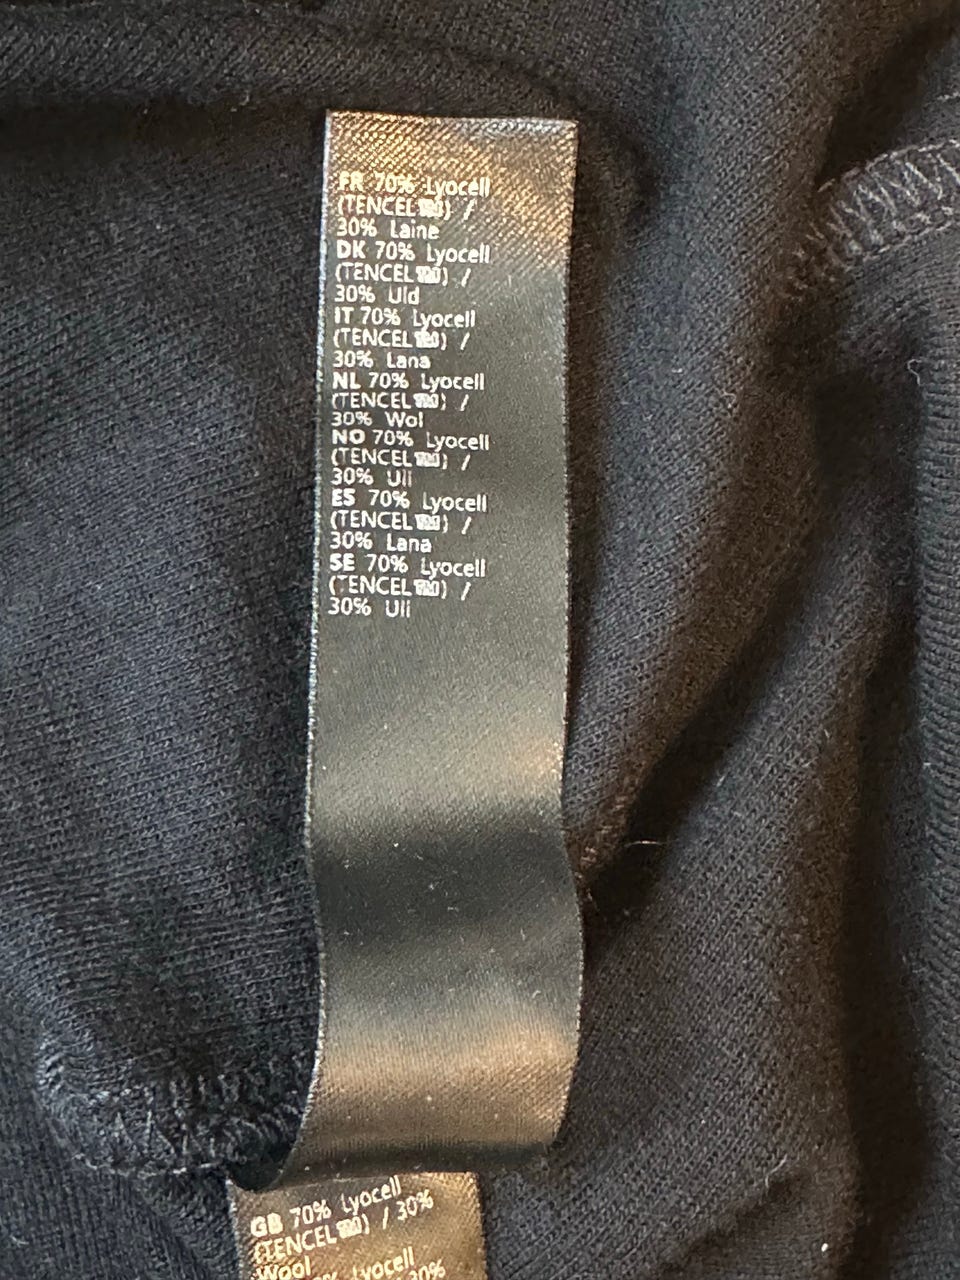 FR 70% Lyocell
(TENCEL™) /
30% Laine
DK 70% Lyocell
(TENCEL™) /
30% Uld
IT 70% Lyocell
(TENCEL™) /
30% Lana
NL 70% Lyocell
(TENCEL™) /
30% Wol
NO 70% Lyocell
(TENCEL™) /
30% Ull
ES 70% Lyocell
(TENCEL™) /
30% Lana
SE 70% Lyocell
(TENCEL™) /
30% Ull
GB 70% Lyocell
(TENCEL™) / 30%
Wool
Lyocell
30%